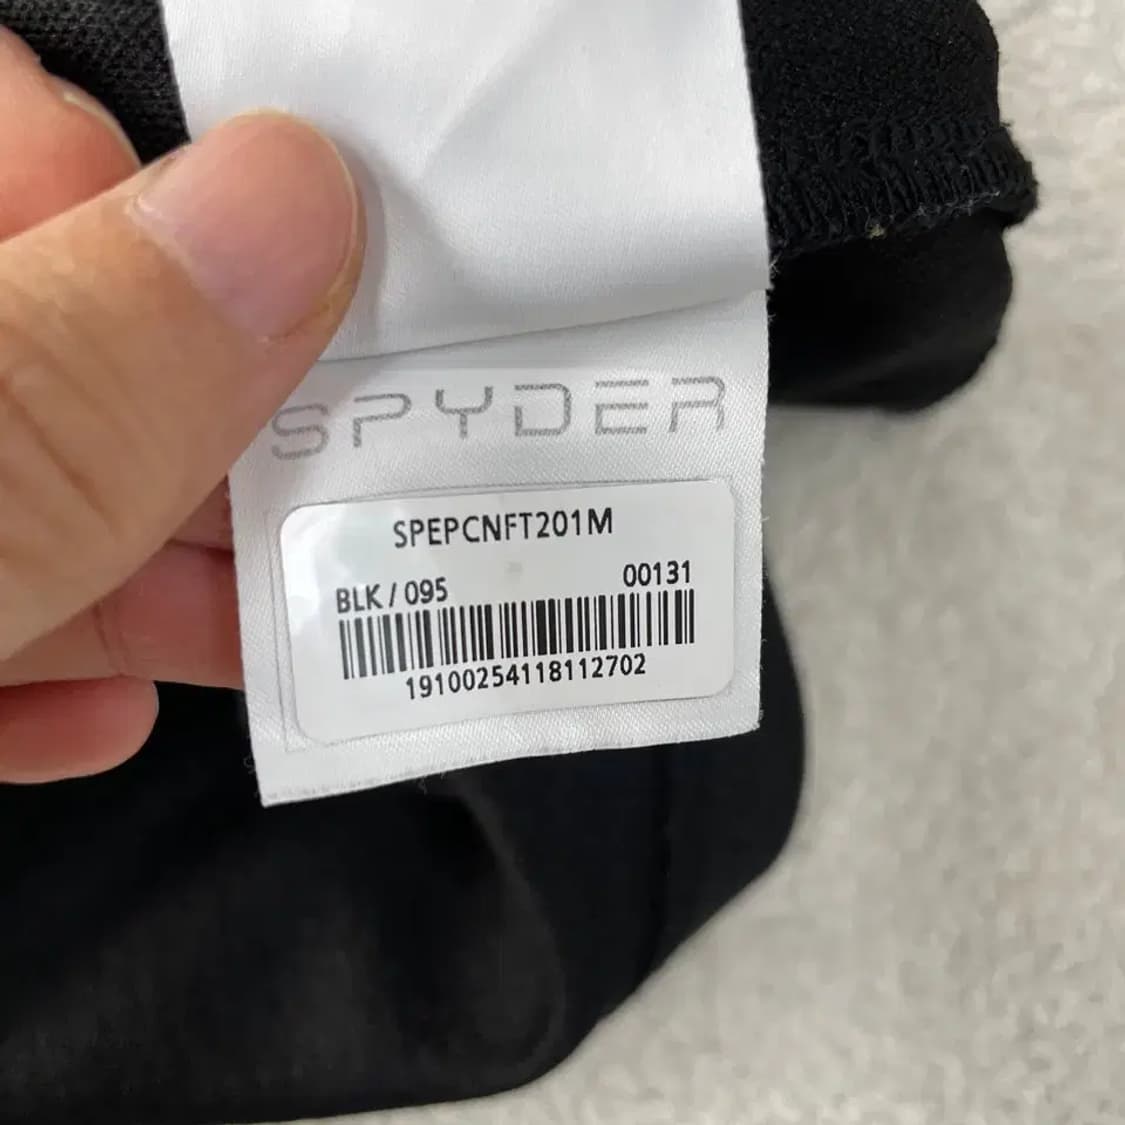 SPYDER
SPEPCNFT201M
BLK / 095 00131
19100254118112702